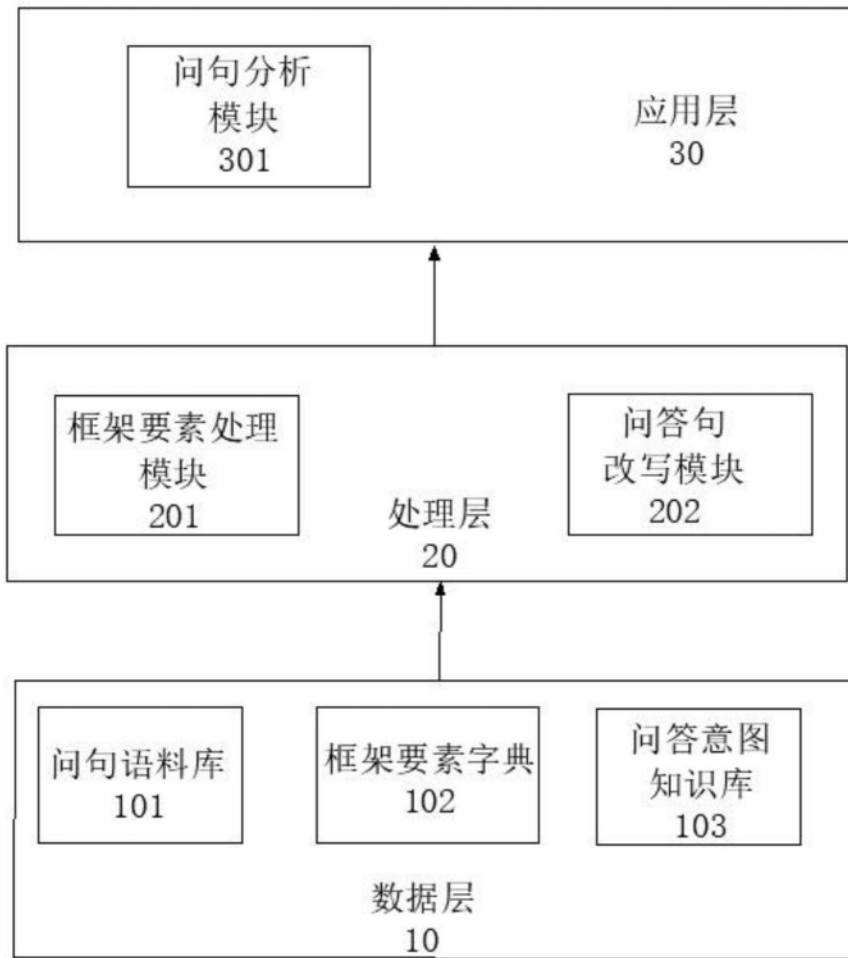 问句分析
模块
301
应用层
30
框架要素处理
模块
201
处理层
20
问答句
改写模块
202
问句语料库
101
框架要素字典
102
问答意图
知识库
103
数据层
10